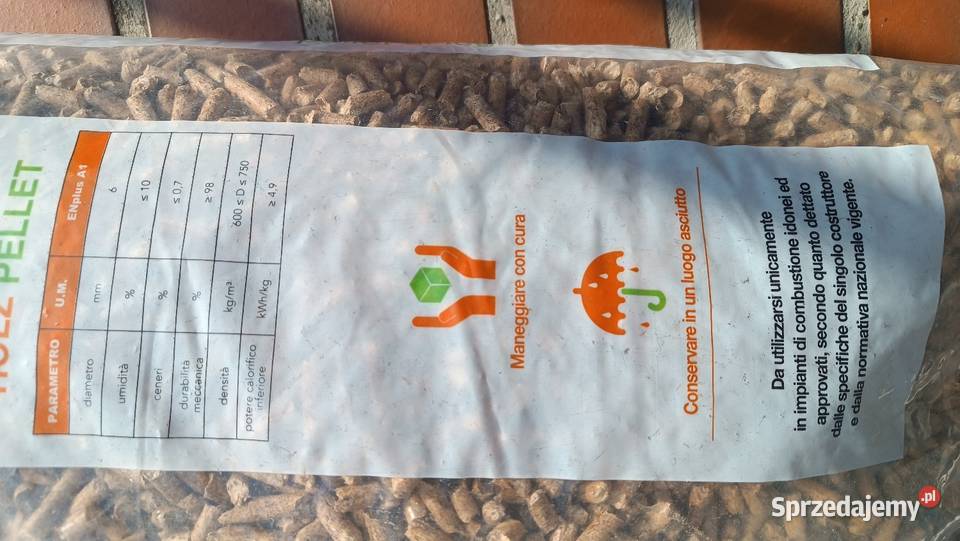 HOLZ PELLET
PARAMETRO U.M. ENplus A1
diametro mm 6
umidità % ≤ 10
ceneri % ≤ 0,7
durabilità
meccanica % ≥ 98
densità kg/m³ 600 ≤ D ≤ 750
potere calorifico
inferiore kWh/kg ≥ 4,9
Maneggiare con cura
Conservare in un luogo asciutto
Da utilizzarsi unicamente
in impianti di combustione idonei ed
approvati, secondo quanto dettato
dalle specifiche del singolo costruttore
e dalla normativa nazionale vigente.
Sprzedajemy.pl